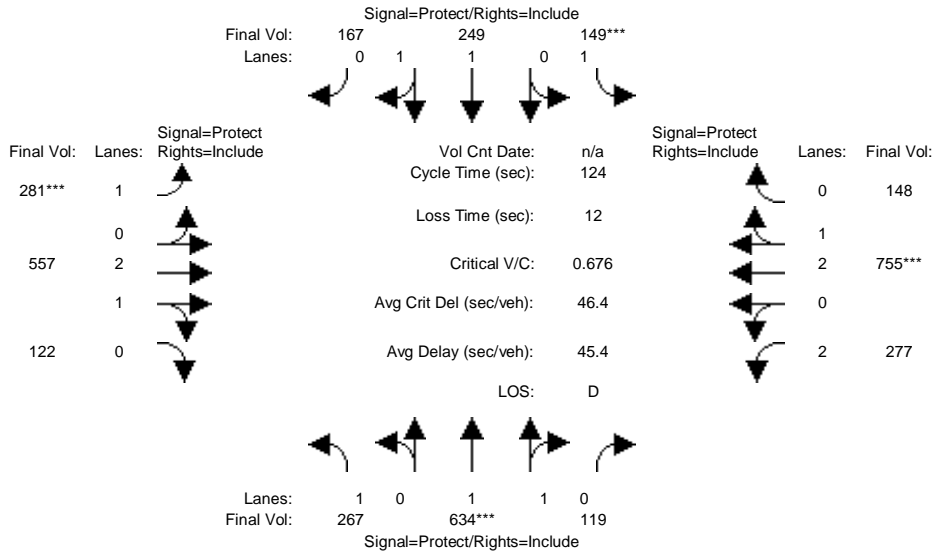 Signal=Protect/Rights=Include
Final Vol: 167 249 149***
Lanes: 0 1 1 0 1
Signal=Protect
Final Vol: Lanes: Rights=Include
Vol Cnt Date: n/a
Signal=Protect
Rights=Include Lanes: Final Vol:
Cycle Time (sec): 124
281*** 1
0 148
Loss Time (sec): 12
0
1
557 2
Critical V/C: 0.676
2 755***
1
Avg Crit Del (sec/veh): 46.4
0
122 0
Avg Delay (sec/veh): 45.4
2 277
LOS: D
Lanes: 1 0 1 1 0
Final Vol: 267 634*** 119
Signal=Protect/Rights=Include